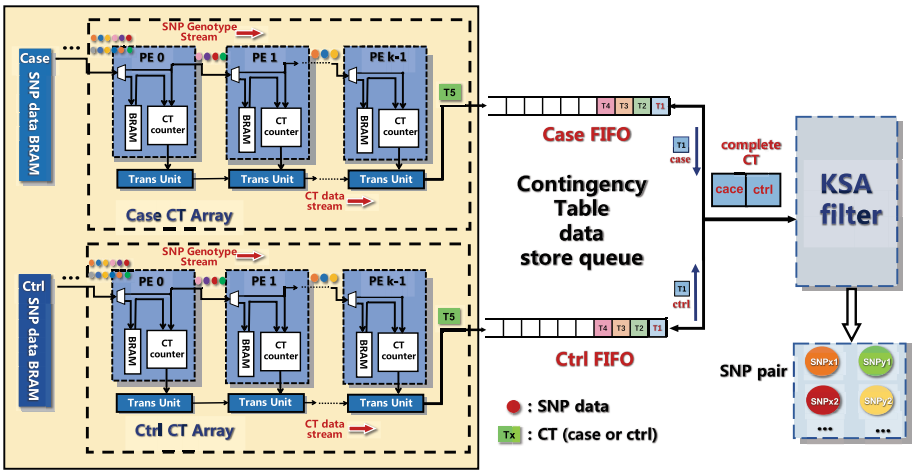 SNP Genotype
Stream
...
Case
SNP data BRAM
PE 0
PE 1
PE k-1
BRAM
CT
counter
BRAM
CT
counter
BRAM
CT
counter
Trans Unit
Trans Unit
Trans Unit
CT data
stream
Case CT Array
T5
T4 T3 T2 T1
Case FIFO
T1
case
complete
CT
cace ctrl
KSA
filter
Contingency
Table
data
store queue
SNP Genotype
Stream
...
Ctrl
SNP data BRAM
PE 0
PE 1
PE k-1
BRAM
CT
counter
BRAM
CT
counter
BRAM
CT
counter
Trans Unit
Trans Unit
Trans Unit
CT data
stream
Ctrl CT Array
T5
T1
ctrl
T4 T3 T2 T1
Ctrl FIFO
: SNP data
Tx : CT (case or ctrl)
SNP pair
SNPx1 SNPy1
SNPx2 SNPy2
... ...